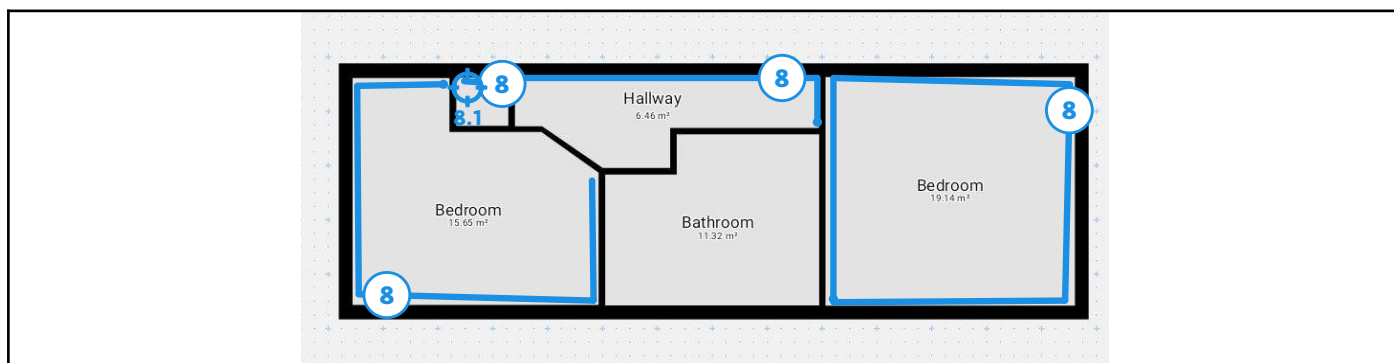 8
8
Hallway
6.46 m²
8
8.1
Bedroom
15.65 m²
Bathroom
11.32 m²
Bedroom
19.14 m²
8